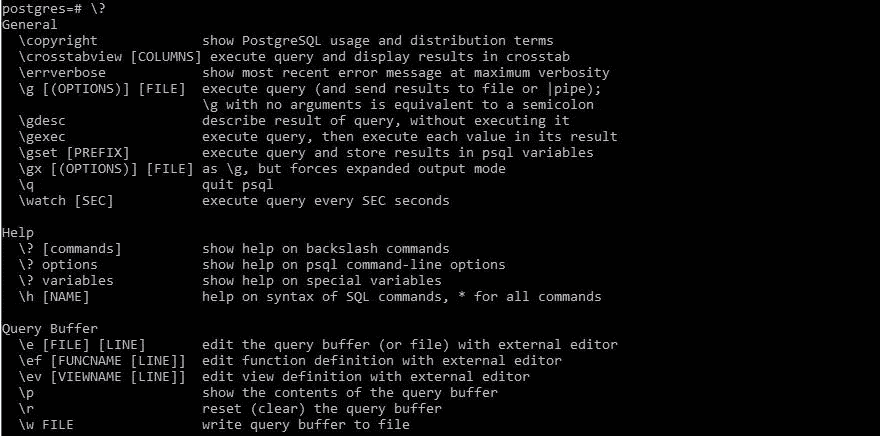 postgres=# \?
General
  \copyright             show PostgreSQL usage and distribution terms
  \crosstabview [COLUMNS] execute query and display results in crosstab
  \errverbose            show most recent error message at maximum verbosity
  \g [(OPTIONS)] [FILE]  execute query (and send results to file or |pipe);
                         \g with no arguments is equivalent to a semicolon
  \gdesc                 describe result of query, without executing it
  \gexec                 execute query, then execute each value in its result
  \gset [PREFIX]         execute query and store results in psql variables
  \gx [(OPTIONS)] [FILE] as \g, but forces expanded output mode
  \q                     quit psql
  \watch [SEC]           execute query every SEC seconds

Help
  \? [commands]          show help on backslash commands
  \? options             show help on psql command-line options
  \? variables           show help on special variables
  \h [NAME]              help on syntax of SQL commands, * for all commands

Query Buffer
  \e [FILE] [LINE]       edit the query buffer (or file) with external editor
  \ef [FUNCNAME [LINE]]  edit function definition with external editor
  \ev [VIEWNAME [LINE]]  edit view definition with external editor
  \p                     show the contents of the query buffer
  \r                     reset (clear) the query buffer
  \w FILE                write query buffer to file